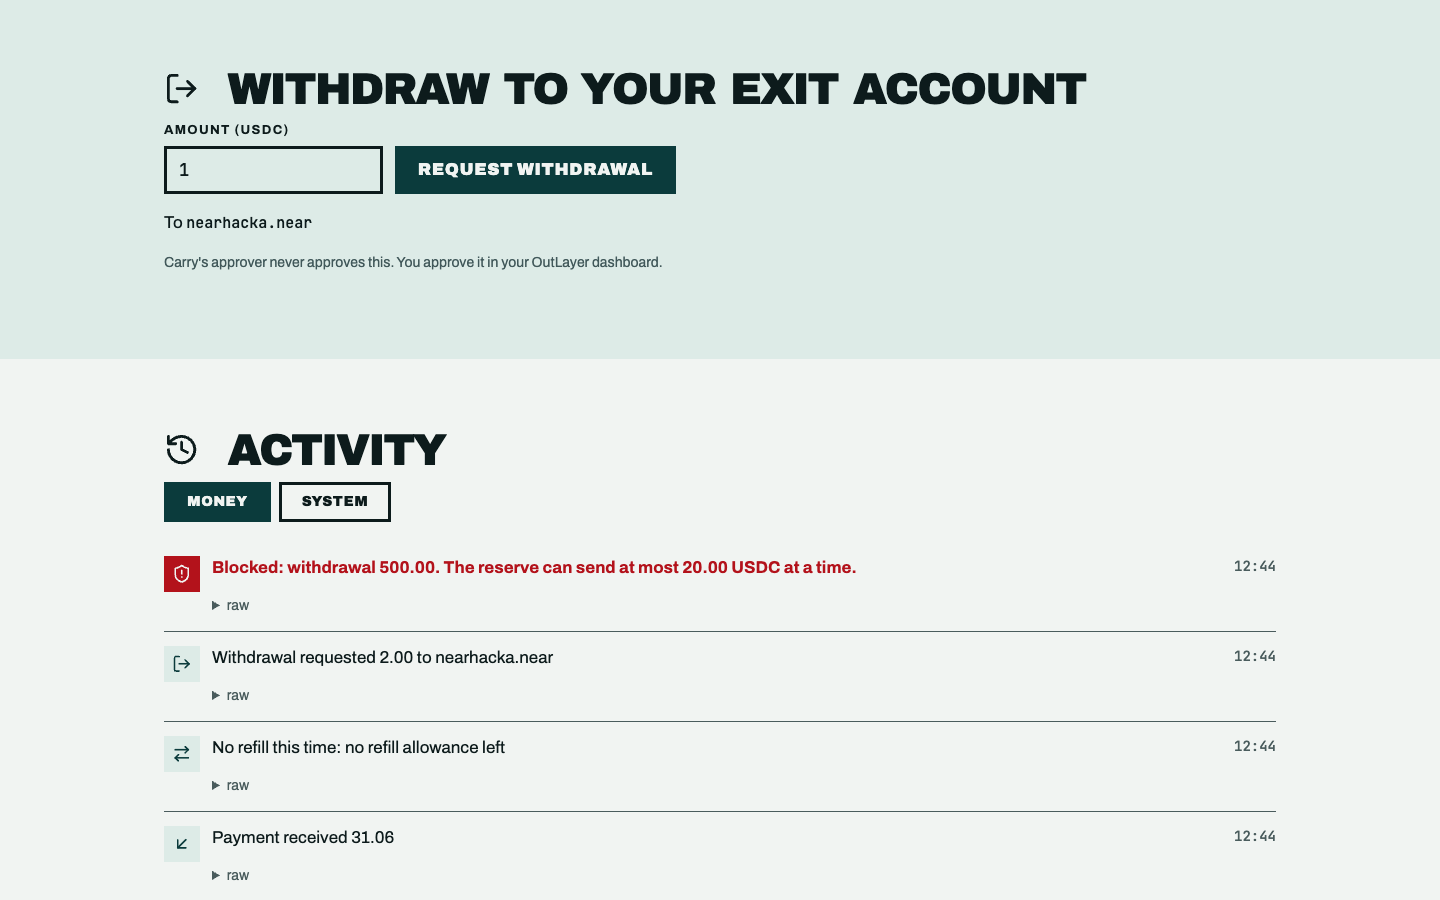 WITHDRAW TO YOUR EXIT ACCOUNT
AMOUNT (USDC)
1
REQUEST WITHDRAWAL
To nearhacka.near
Carry's approver never approves this. You approve it in your OutLayer dashboard.
ACTIVITY
MONEY
SYSTEM
Blocked: withdrawal 500.00. The reserve can send at most 20.00 USDC at a time.
12:44
raw
Withdrawal requested 2.00 to nearhacka.near
12:44
raw
No refill this time: no refill allowance left
12:44
raw
Payment received 31.06
12:44
raw